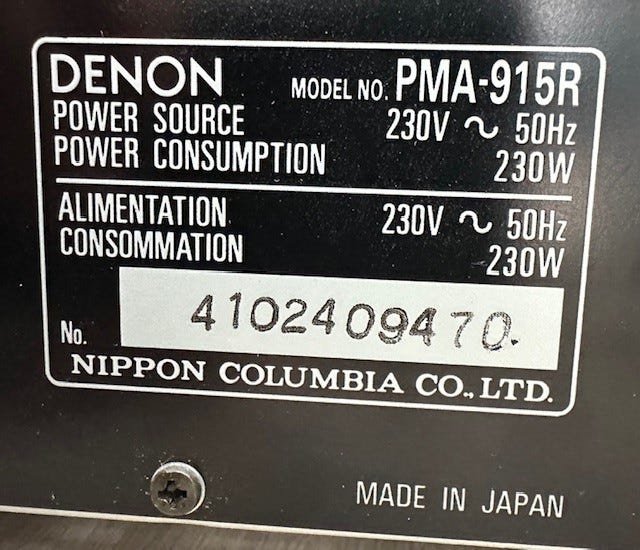 DENON MODEL NO. PMA-915R
POWER SOURCE 230V ~ 50Hz
POWER CONSUMPTION 230W
ALIMENTATION 230V ~ 50Hz
CONSOMMATION 230W
No. 4102409470.
NIPPON COLUMBIA CO., LTD.
MADE IN JAPAN